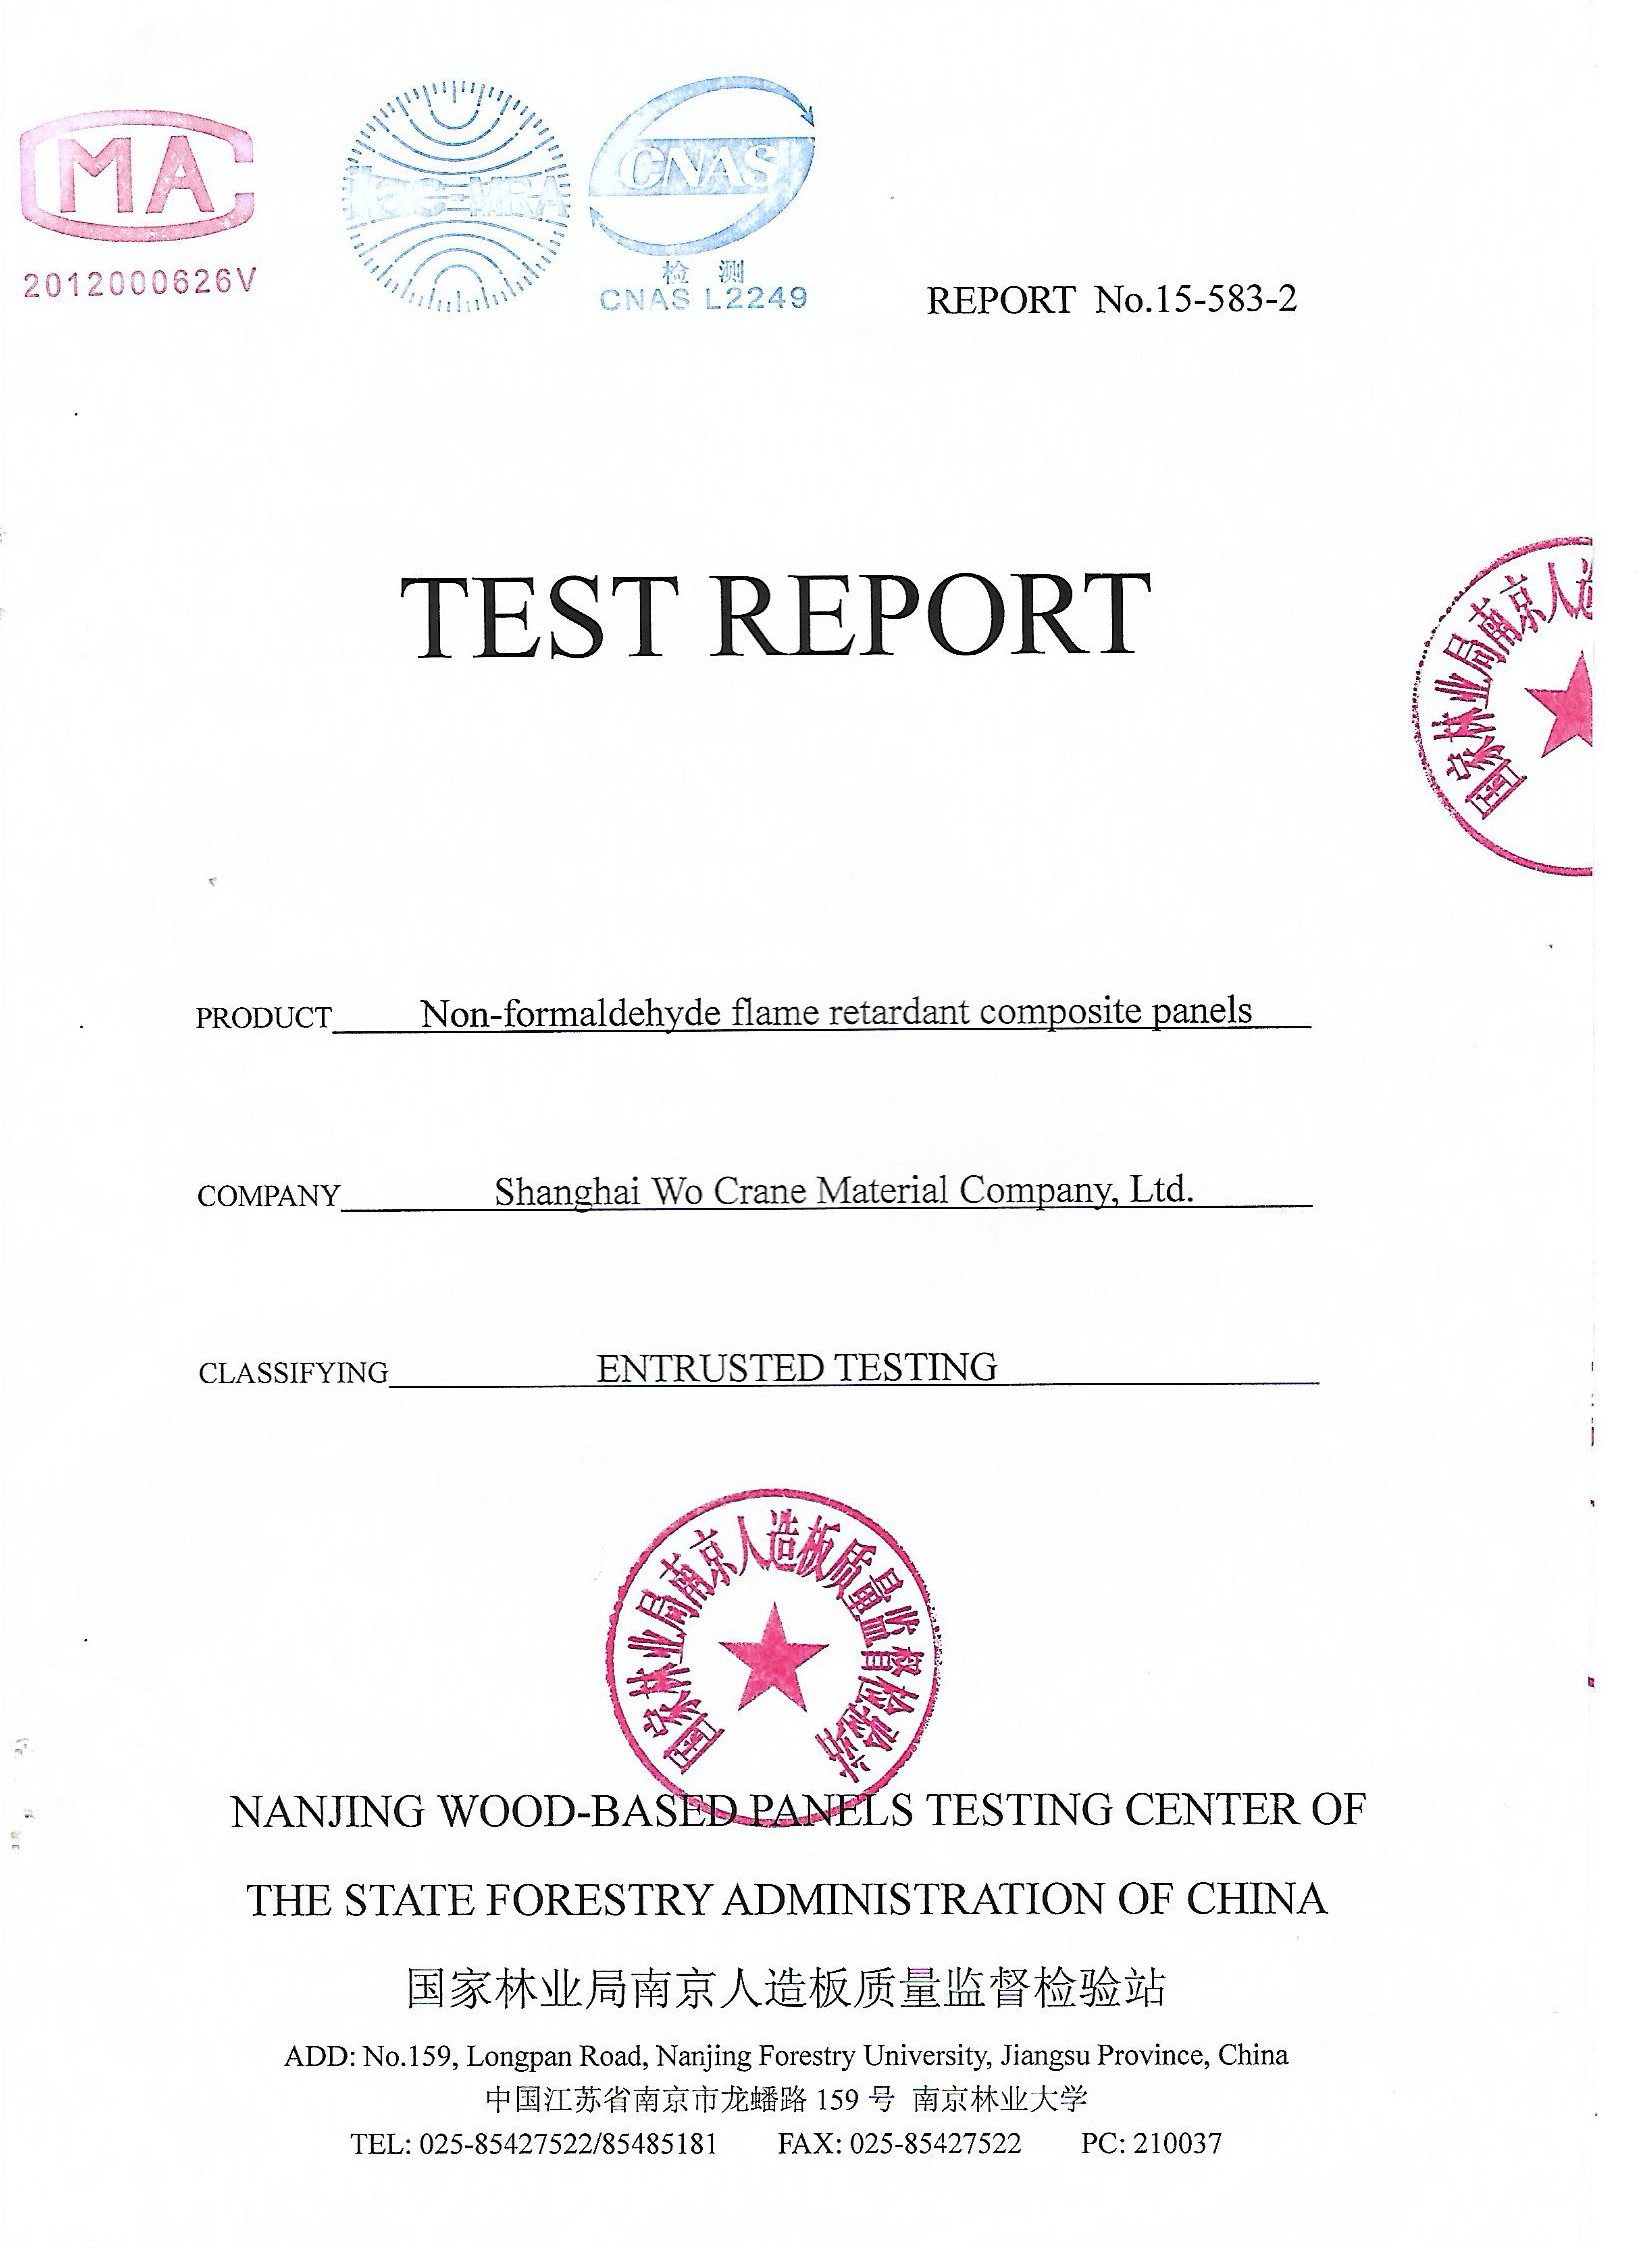 CMA
2012000626V
ilac-MRA
CNAS
检 测
CNAS L2249
REPORT No.15-583-2
TEST REPORT
国家林业局南京人造
PRODUCT Non-formaldehyde flame retardant composite panels
COMPANY Shanghai Wo Crane Material Company, Ltd.
CLASSIFYING ENTRUSTED TESTING
国家林业局南京人造板质量监督检验站
NANJING WOOD-BASED PANELS TESTING CENTER OF
THE STATE FORESTRY ADMINISTRATION OF CHINA
国家林业局南京人造板质量监督检验站
ADD: No.159, Longpan Road, Nanjing Forestry University, Jiangsu Province, China
中国江苏省南京市龙蟠路 159 号 南京林业大学
TEL: 025-85427522/85485181 FAX: 025-85427522 PC: 210037